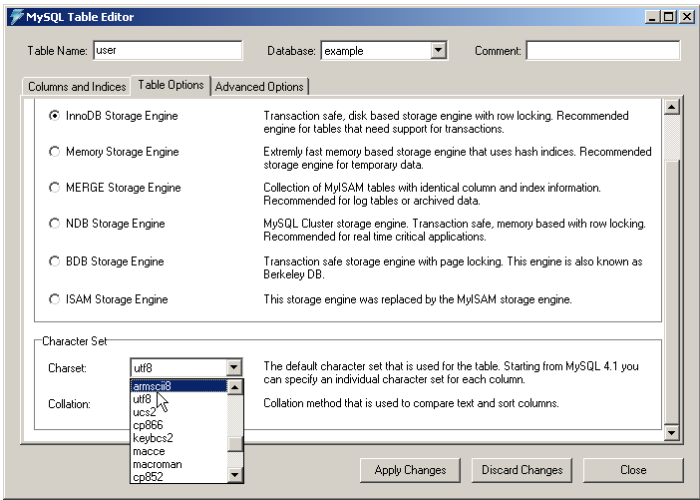 MySQL Table Editor
Table Name: user Database: example Comment:
Columns and Indices Table Options Advanced Options
InnoDB Storage Engine Transaction safe, disk based storage engine with row locking. Recommended
engine for tables that need support for transactions.
Memory Storage Engine Extremly fast memory based storage engine that uses hash indices. Recommended
storage engine for temporary data.
MERGE Storage Engine Collection of MyISAM tables with identical column and index information.
Recommended for log tables or archived data.
NDB Storage Engine MySQL Cluster storage engine. Transaction safe, memory based with row locking.
Recommended for real time critical applications.
BDB Storage Engine Transaction safe storage engine with page locking. This engine is also known as
Berkeley DB.
ISAM Storage Engine This storage engine was replaced by the MyISAM storage engine.
Character Set
Charset: utf8 The default character set that is used for the table. Starting from MySQL 4.1 you
can specify an individual character set for each column.
armscii8
utf8
Collation: Collation method that is used to compare text and sort columns.
ucs2
cp866
keybcs2
macce
macroman
cp852
Apply Changes Discard Changes Close